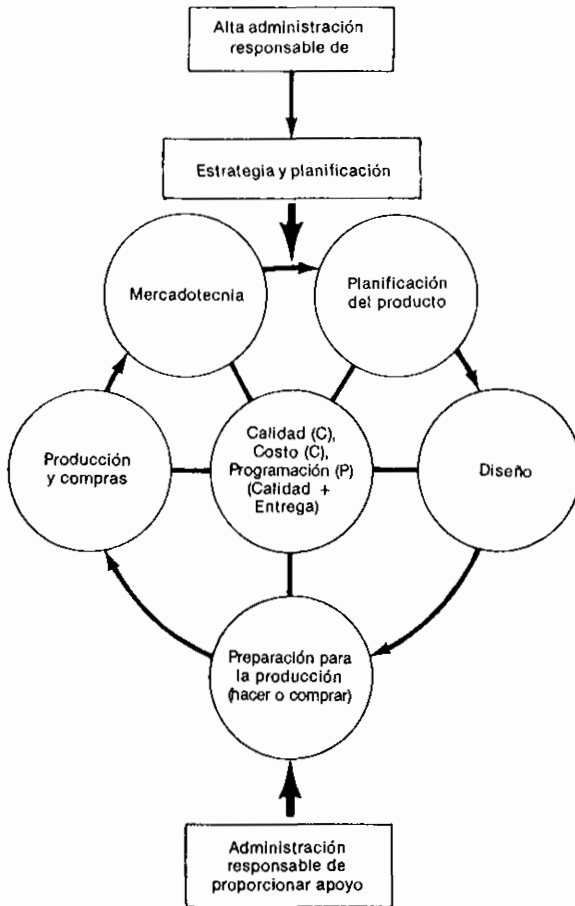 Alta administración
responsable de
Estrategia y planificación
Mercadotecnia
Planificación
del producto
Producción
y compras
Calidad (C),
Costo (C),
Programación (P)
(Calidad +
Entrega)
Diseño
Preparación para
la producción
(hacer o comprar)
Administración
responsable de
proporcionar apoyo